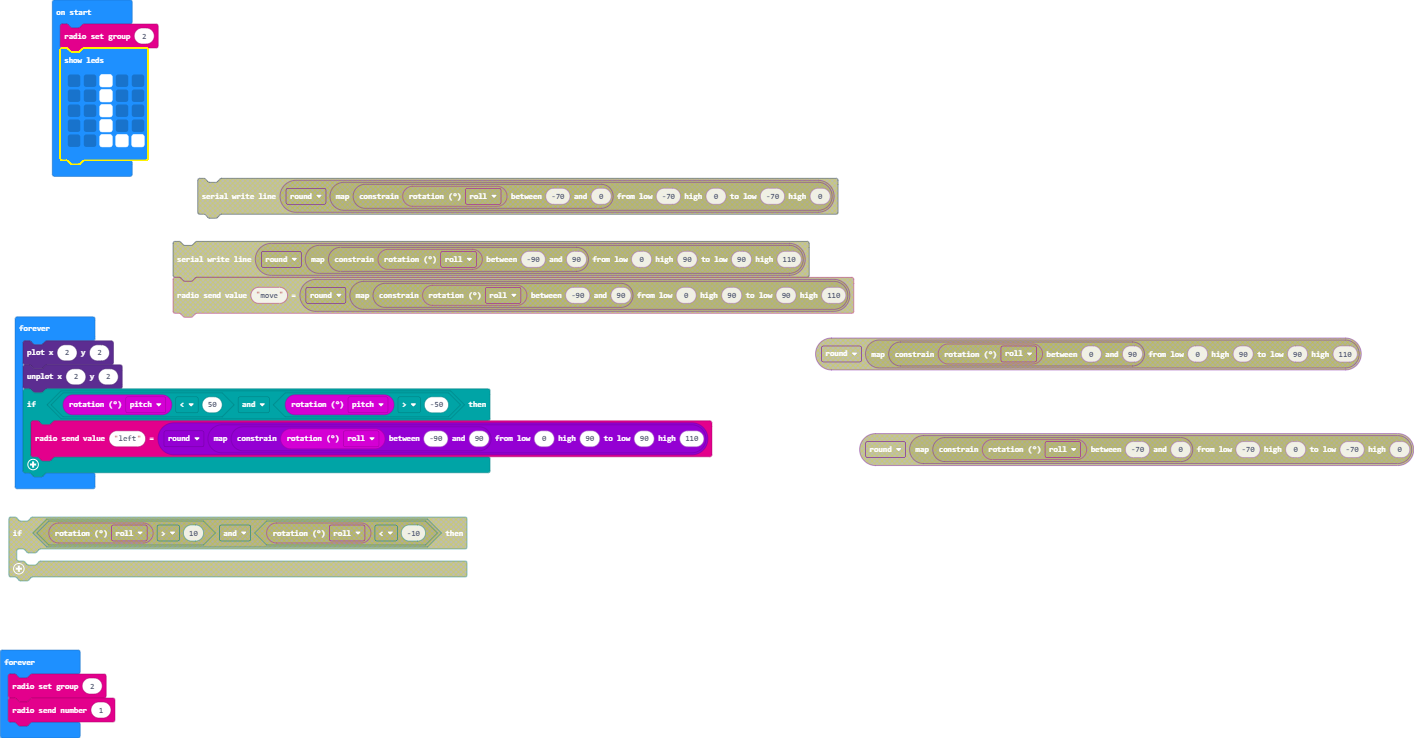 on start
radio set group 2
show leds
serial write line round map constrain rotation (°) roll between -70 and 0 from low -70 high 0 to low -70 high 0
serial write line round map constrain rotation (°) roll between -90 and 90 from low 0 high 90 to low 90 high 110
radio send value "move" = round map constrain rotation (°) roll between -90 and 90 from low 0 high 90 to low 90 high 110
forever
plot x 2 y 2
unplot x 2 y 2
if rotation (°) pitch < 50 and rotation (°) pitch > -50 then
radio send value "left" = round map constrain rotation (°) roll between -90 and 90 from low 0 high 90 to low 90 high 110
round map constrain rotation (°) roll between 0 and 90 from low 0 high 90 to low 90 high 110
round map constrain rotation (°) roll between -70 and 0 from low -70 high 0 to low -70 high 0
if rotation (°) roll > 10 and rotation (°) roll < -10 then
forever
radio set group 2
radio send number 1